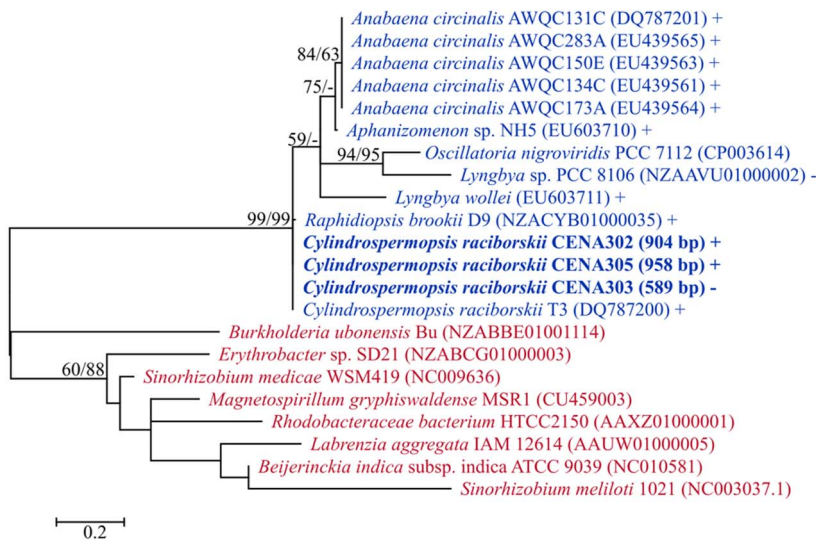 Anabaena circinalis AWQC131C (DQ787201) +
Anabaena circinalis AWQC283A (EU439565) +
84/63
Anabaena circinalis AWQC150E (EU439563) +
75/-
Anabaena circinalis AWQC134C (EU439561) +
Anabaena circinalis AWQC173A (EU439564) +
Aphanizomenon sp. NH5 (EU603710) +
59/-
94/95
Oscillatoria nigroviridis PCC 7112 (CP003614)
Lyngbya sp. PCC 8106 (NZAAVU01000002) -
Lyngbya wollei (EU603711) +
99/99
Raphidiopsis brookii D9 (NZACYB01000035) +
Cylindrospermopsis raciborskii CENA302 (904 bp) +
Cylindrospermopsis raciborskii CENA305 (958 bp) +
Cylindrospermopsis raciborskii CENA303 (589 bp) -
Cylindrospermopsis raciborskii T3 (DQ787200) +
Burkholderia ubonensis Bu (NZABBE01001114)
Erythrobacter sp. SD21 (NZABCG01000003)
60/88
Sinorhizobium medicae WSM419 (NC009636)
Magnetospirillum gryphiswaldense MSR1 (CU459003)
Rhodobacteraceae bacterium HTCC2150 (AAXZ01000001)
Labrenzia aggregata IAM 12614 (AAUW01000005)
Beijerinckia indica subsp. indica ATCC 9039 (NC010581)
Sinorhizobium meliloti 1021 (NC003037.1)
0.2